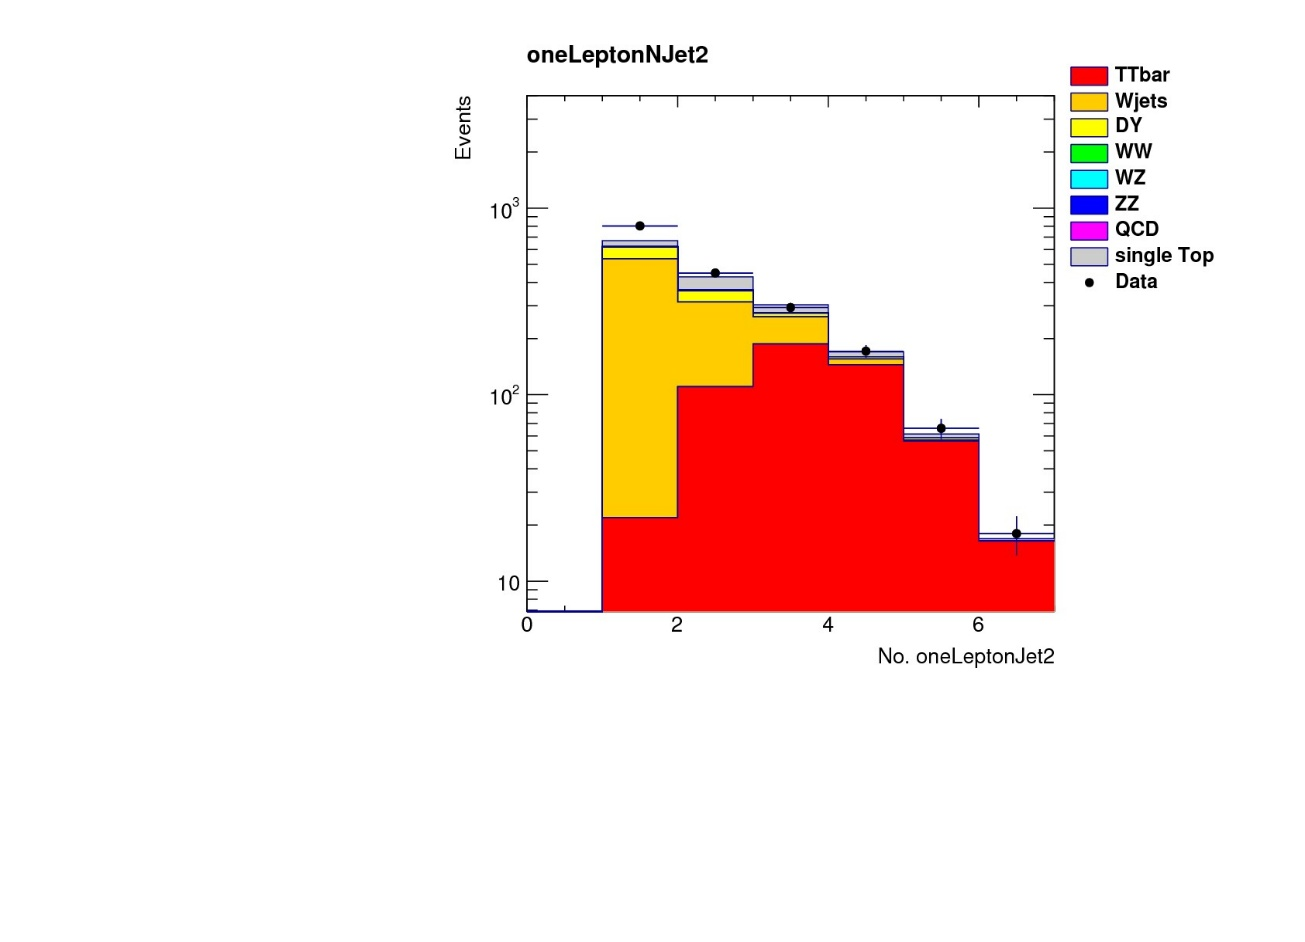 oneLeptonNJet2
Events
10³
10²
10
0 2 4 6
No. oneLeptonJet2
TTbar
Wjets
DY
WW
WZ
ZZ
QCD
single Top
Data